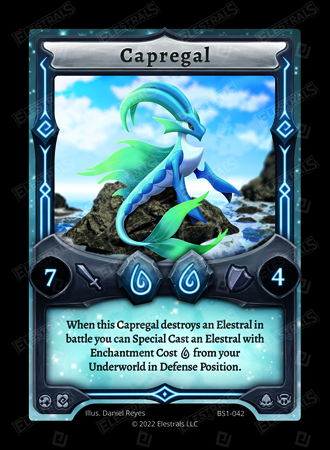 Capregal
7
4
When this Capregal destroys an Elestral in
battle you can Special Cast an Elestral with
Enchantment Cost from your
Underworld in Defense Position.
Illus. Daniel Reyes
BS1-042
© 2022 Elestrals LLC
ELESTRALS